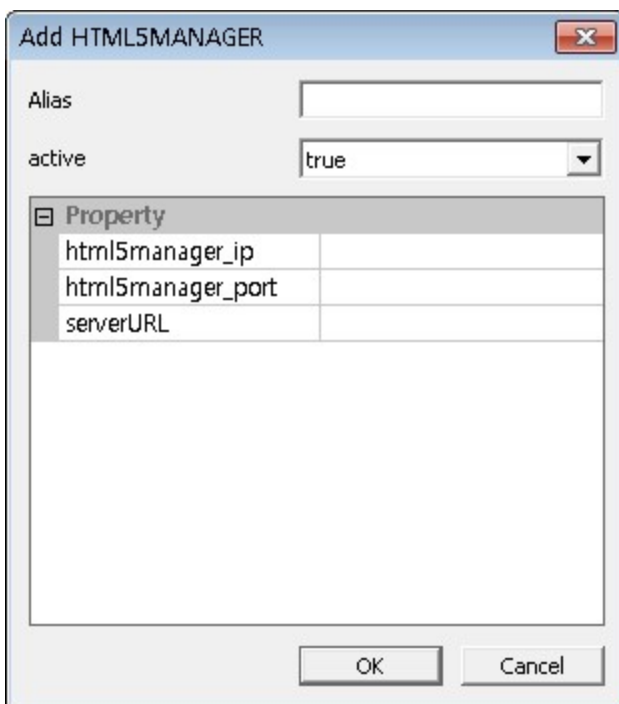 Add HTML5MANAGER
Alias
active true
Property
html5manager_ip
html5manager_port
serverURL
OK Cancel